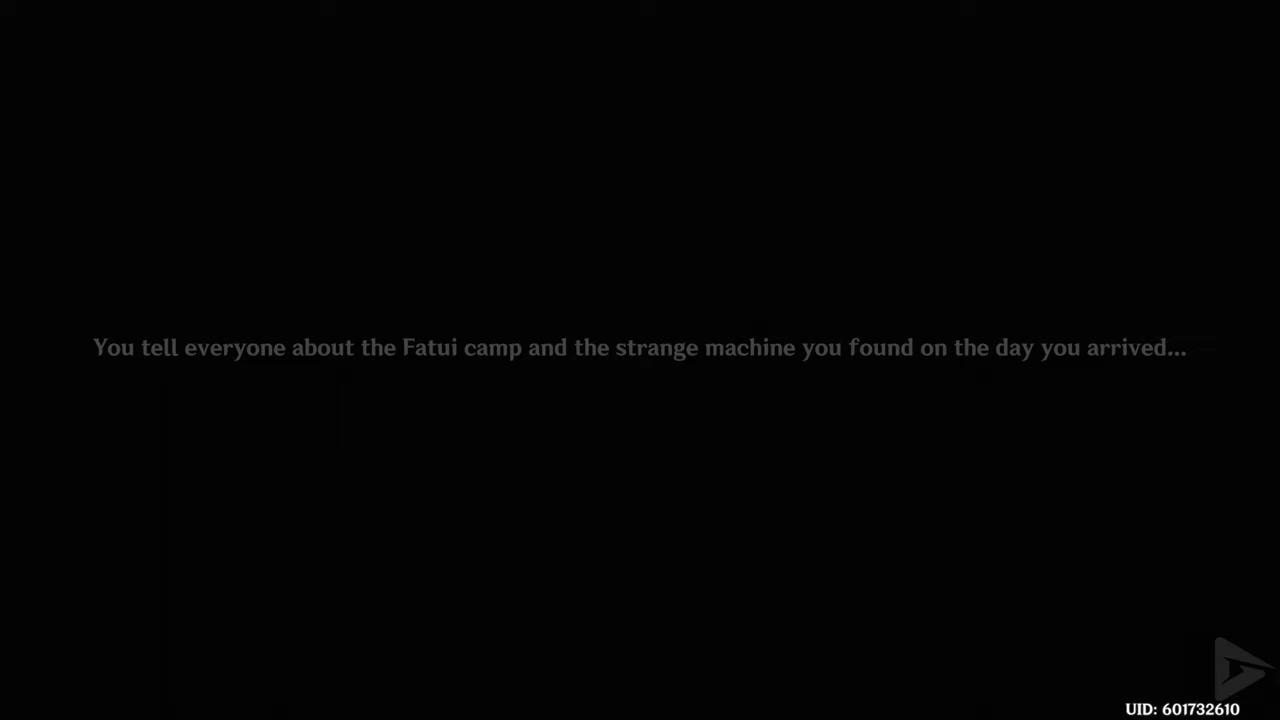 You tell everyone about the Fatui camp and the strange machine you found on the day you arrived...
UID: 601732610